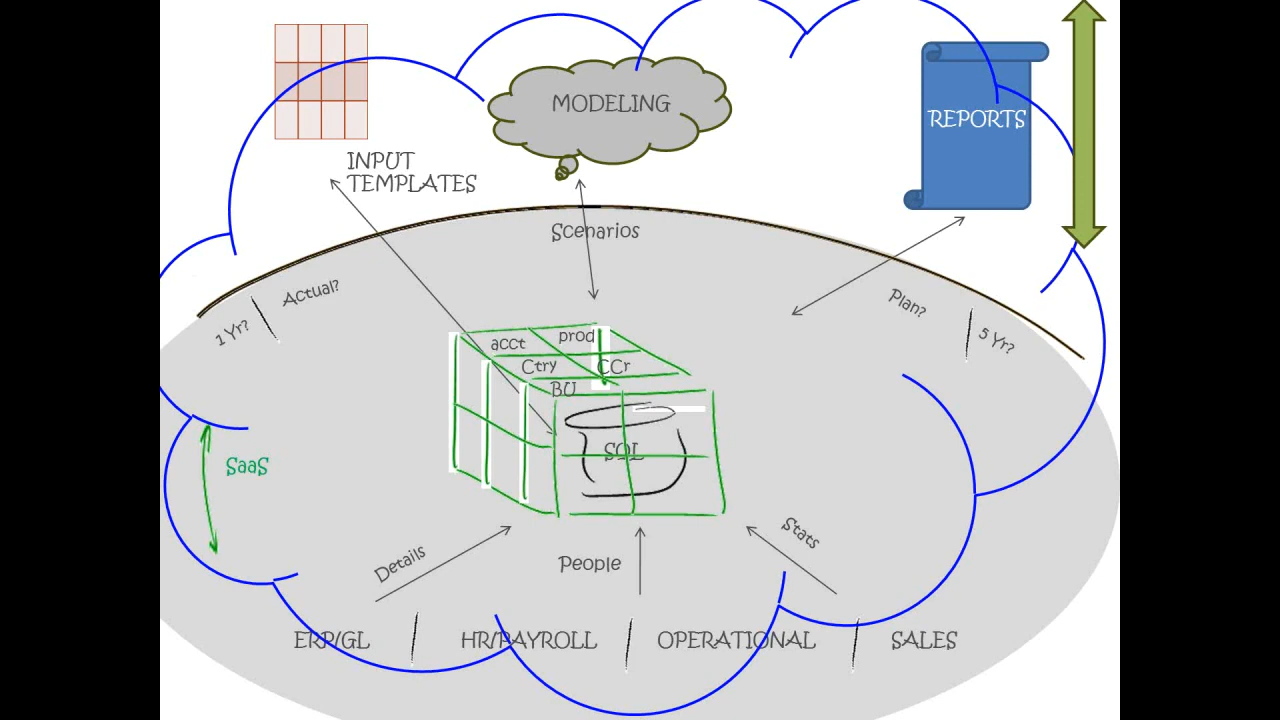 MODELING
REPORTS
INPUT
TEMPLATES
Scenarios
Actual?
1 Yr?
Plan?
5 Yr?
acct
prod
Ctry
CCr
BU
SQL
SaaS
Details
People
Stats
ERP/GL
HR/PAYROLL
OPERATIONAL
SALES